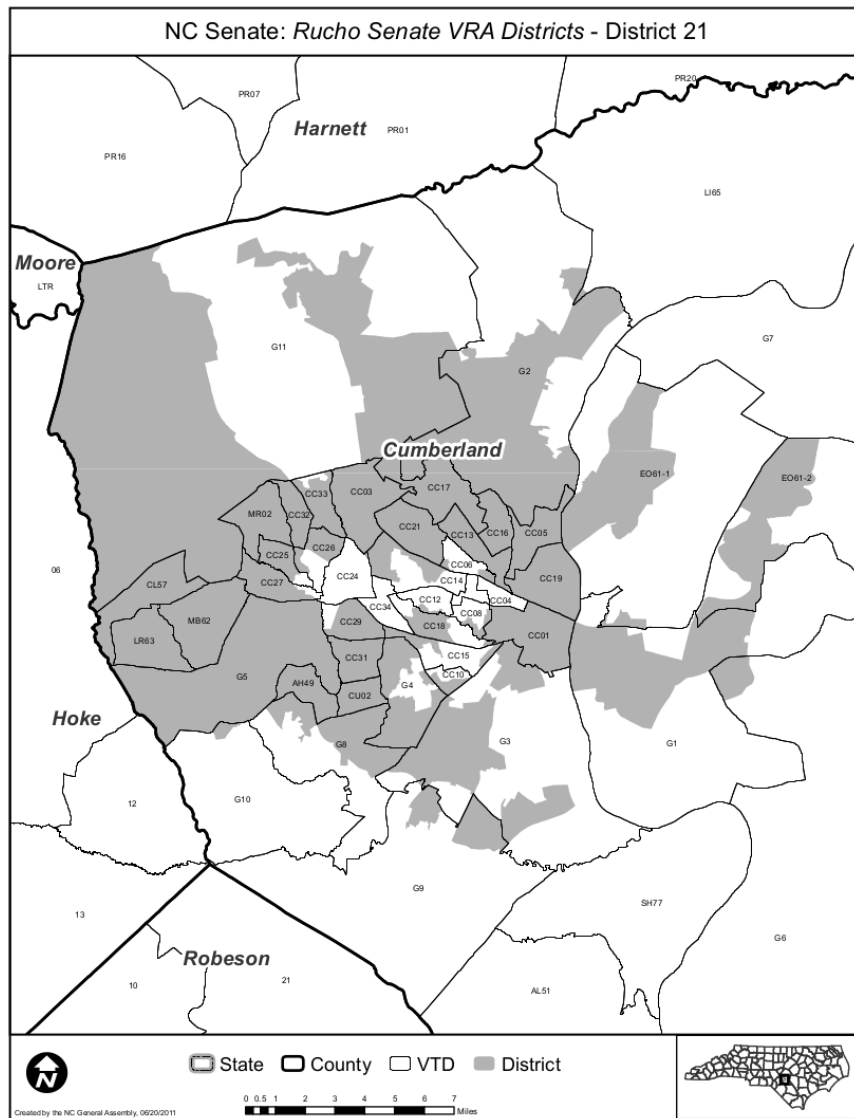 NC Senate: Rucho Senate VRA Districts - District 21
PR07
PR20
Harnett
PR01
PR16
LI65
Moore
LTR
G11
G7
G2
Cumberland
EO61-1
EO61-2
CC33
CC03
CC17
MR02
CC32
CC21
CC13
CC16
CC05
CC26
CC25
CC06
06
CL57
CC27
CC24
CC14
CC19
CC12
CC04
CC34
CC08
MB62
CC29
CC18
LR63
CC01
CC31
CC15
CC10
G5
AH49
G4
CU02
Hoke
G3
G8
G1
12
G10
G9
SH77
13
G6
Robeson
10
21
AL51
N
State
County
VTD
District
0 0.5 1 2 3 4 5 6 7
Miles
Created by the NC General Assembly, 06/20/2011